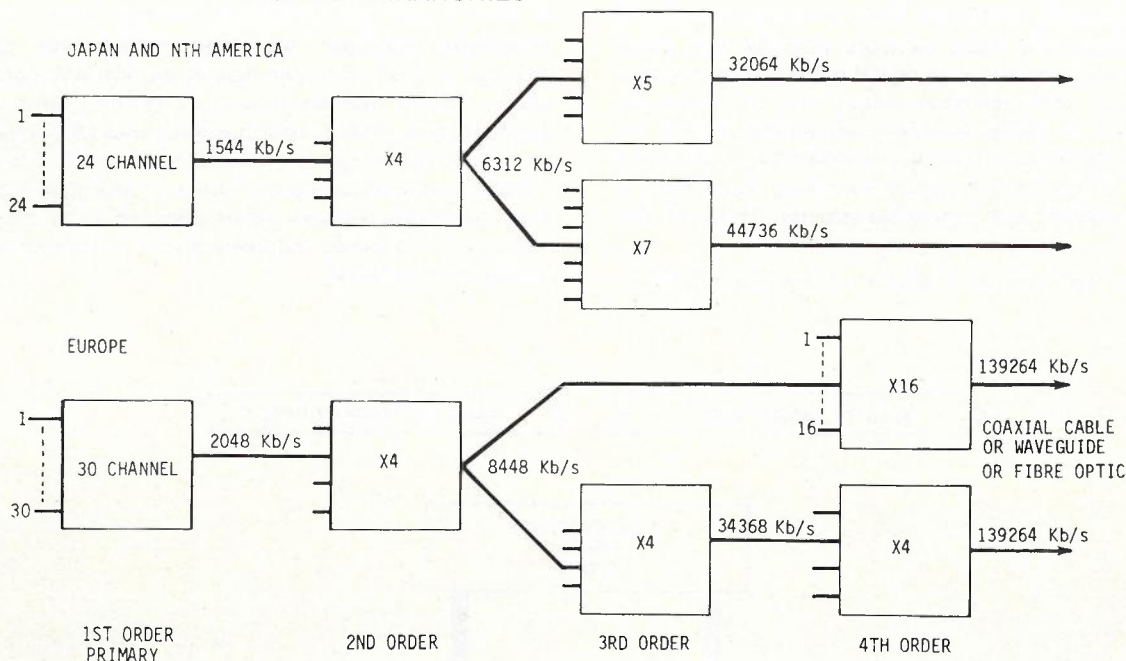 JAPAN AND NTH AMERICA
1
24
24 CHANNEL
1544 Kb/s
X4
6312 Kb/s
X5
32064 Kb/s
X7
44736 Kb/s
EUROPE
1
30
30 CHANNEL
2048 Kb/s
X4
8448 Kb/s
1
16
X16
139264 Kb/s
COAXIAL CABLE
OR WAVEGUIDE
OR FIBRE OPTIC
X4
34368 Kb/s
X4
139264 Kb/s
1ST ORDER
PRIMARY
2ND ORDER
3RD ORDER
4TH ORDER